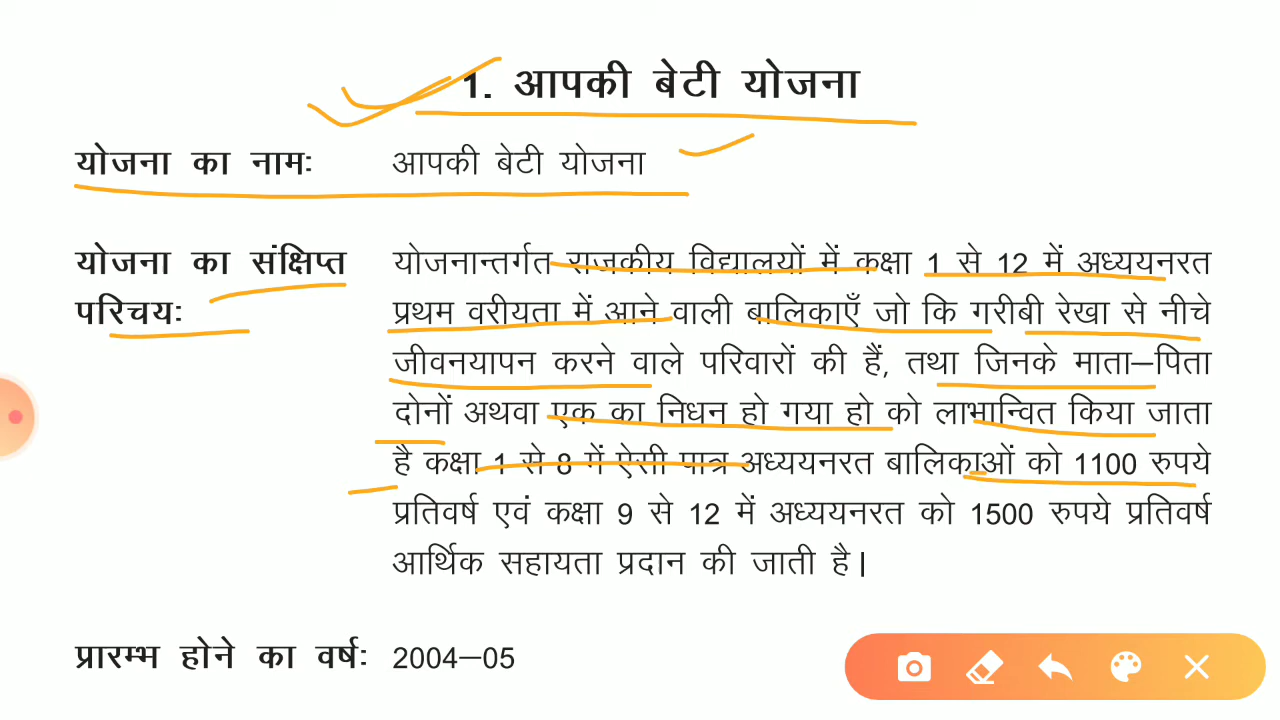 1. आपकी बेटी योजना
योजना का नामः आपकी बेटी योजना
योजना का संक्षिप्त योजनान्तर्गत राजकीय विद्यालयों में कक्षा 1 से 12 में अध्ययनरत
परिचयः प्रथम वरीयता में आने वाली बालिकाएँ जो कि गरीबी रेखा से नीचे
जीवनयापन करने वाले परिवारों की हैं, तथा जिनके माता–पिता
दोनों अथवा एक का निधन हो गया हो को लाभान्वित किया जाता
है कक्षा 1 से 8 में ऐसी पात्र अध्ययनरत बालिकाओं को 1100 रुपये
प्रतिवर्ष एवं कक्षा 9 से 12 में अध्ययनरत को 1500 रुपये प्रतिवर्ष
आर्थिक सहायता प्रदान की जाती है।
प्रारम्भ होने का वर्षः 2004–05